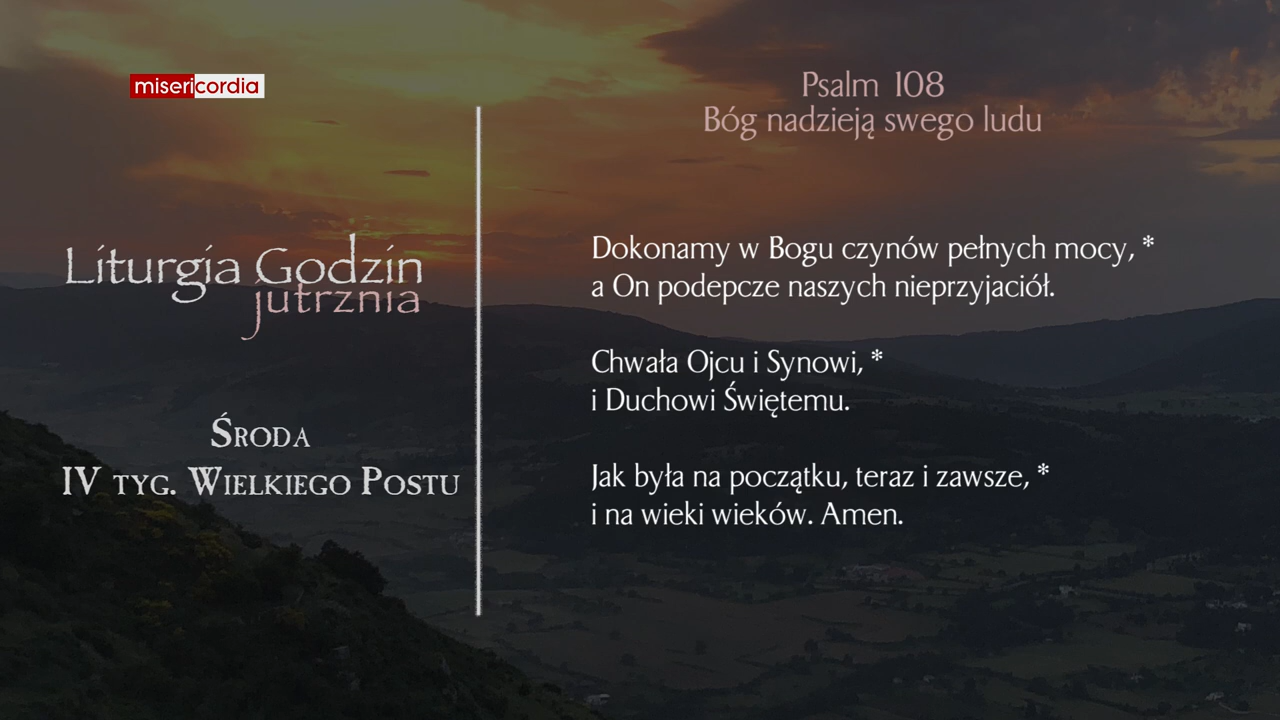 misericordia
Liturgia Godzin
jutrznia
Środa
IV tyg. Wielkiego Postu
Psalm 108
Bóg nadzieją swego ludu
Dokonamy w Bogu czynów pełnych mocy, *
a On podepcze naszych nieprzyjaciół.
Chwała Ojcu i Synowi, *
i Duchowi Świętemu.
Jak była na początku, teraz i zawsze, *
i na wieki wieków. Amen.